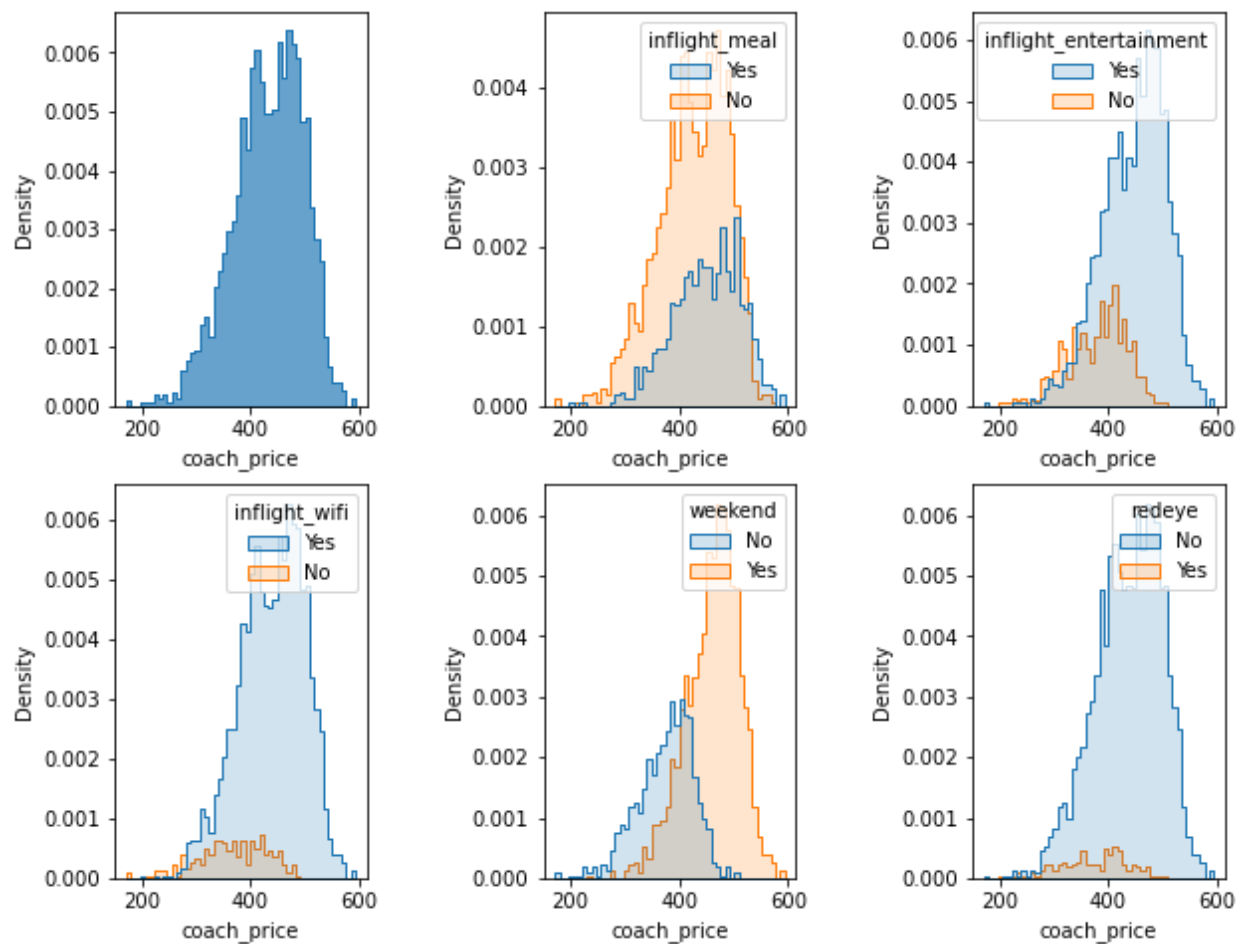 0.006
0.005
0.004
0.003
0.002
0.001
0.000
Density
200 400 600
coach_price
inflight_meal
Yes
No
0.004
0.003
0.002
0.001
0.000
Density
200 400 600
coach_price
inflight_entertainment
Yes
No
0.006
0.005
0.004
0.003
0.002
0.001
0.000
Density
200 400 600
coach_price
inflight_wifi
Yes
No
0.006
0.005
0.004
0.003
0.002
0.001
0.000
Density
200 400 600
coach_price
weekend
No
Yes
0.006
0.005
0.004
0.003
0.002
0.001
0.000
Density
200 400 600
coach_price
redeye
No
Yes
0.006
0.005
0.004
0.003
0.002
0.001
0.000
Density
200 400 600
coach_price